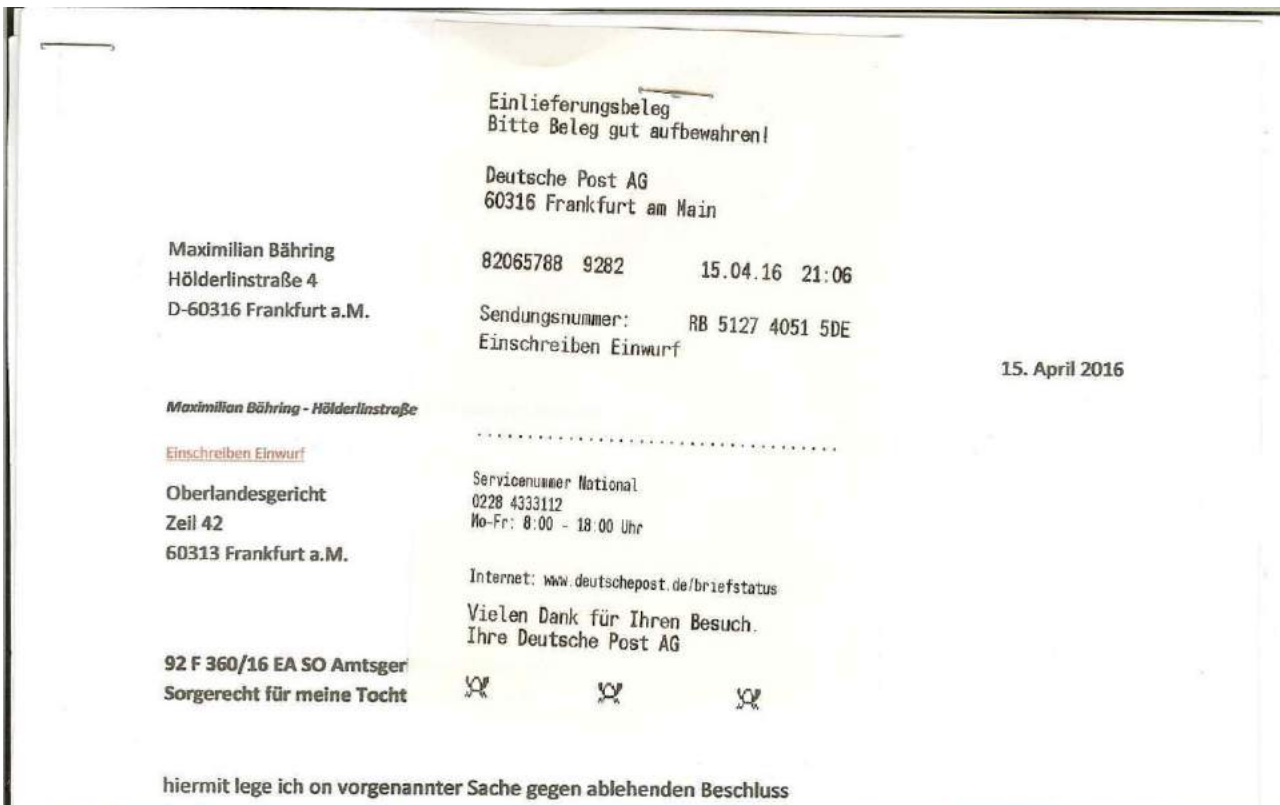 Einlieferungsbeleg
Bitte Beleg gut aufbewahren!
Deutsche Post AG
60316 Frankfurt am Main
82065788 9282 15.04.16 21:06
Sendungsnummer: RB 5127 4051 5DE
Einschreiben Einwurf
Servicenummer National
0228 4333112
Mo-Fr: 8:00 - 18:00 Uhr
Internet: www.deutschepost.de/briefstatus
Vielen Dank für Ihren Besuch.
Ihre Deutsche Post AG
Maximilian Bähring
Hölderlinstraße 4
D-60316 Frankfurt a.M.
15. April 2016
Maximilian Bähring - Hölderlinstraße
Einschreiben Einwurf
Oberlandesgericht
Zeil 42
60313 Frankfurt a.M.
92 F 360/16 EA SO Amtsger
Sorgerecht für meine Tocht
hiermit lege ich on vorgenannter Sache gegen ablehenden Beschluss